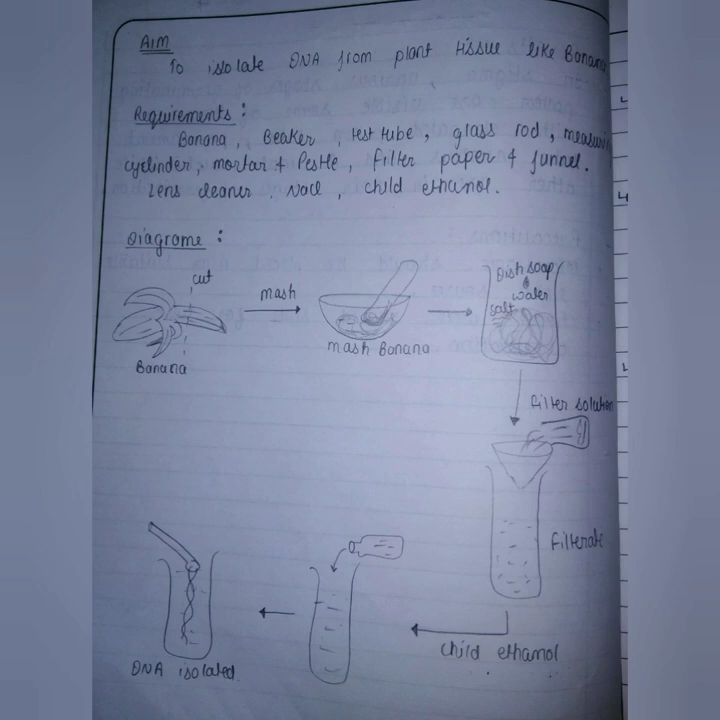 AIM
To isolate DNA from plant tissue like Banana
Requirements :
Banana, Beaker, test tube, glass rod, measuring
cylinder, mortar & Pestle, filter paper & funnel.
Lens cleaner, Nacl, child ethanol.
Diagrame :
cut
mash
Banana
mash Banana
Dish soap
&
water
salt
filter solution
filterate
child ethanol
DNA isolated.